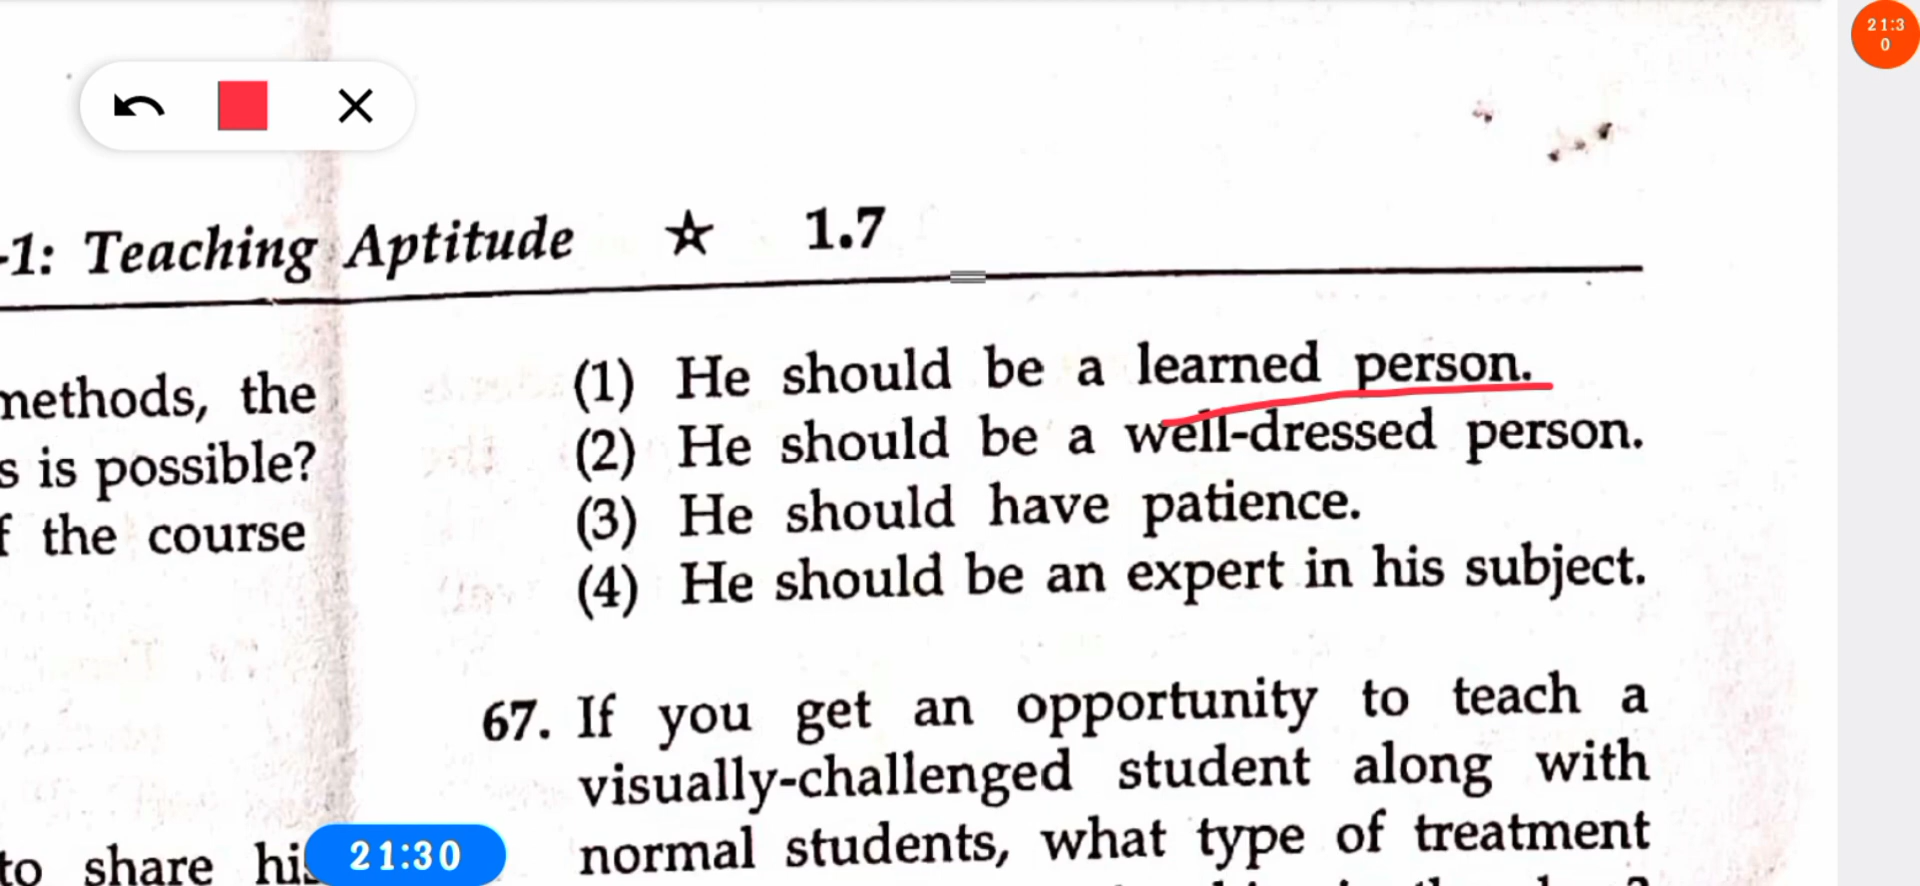 21:3
0
-1: Teaching Aptitude ☆ 1.7
methods, the
s is possible?
f the course
to share his
21:30
(1) He should be a learned person.
(2) He should be a well-dressed person.
(3) He should have patience.
(4) He should be an expert in his subject.
67. If you get an opportunity to teach a
visually-challenged student along with
normal students, what type of treatment